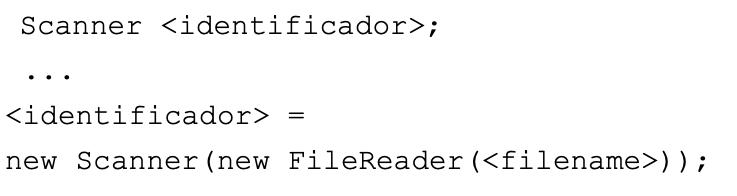 Scanner <identificador>;
...
<identificador> =
new Scanner(new FileReader(<filename>));